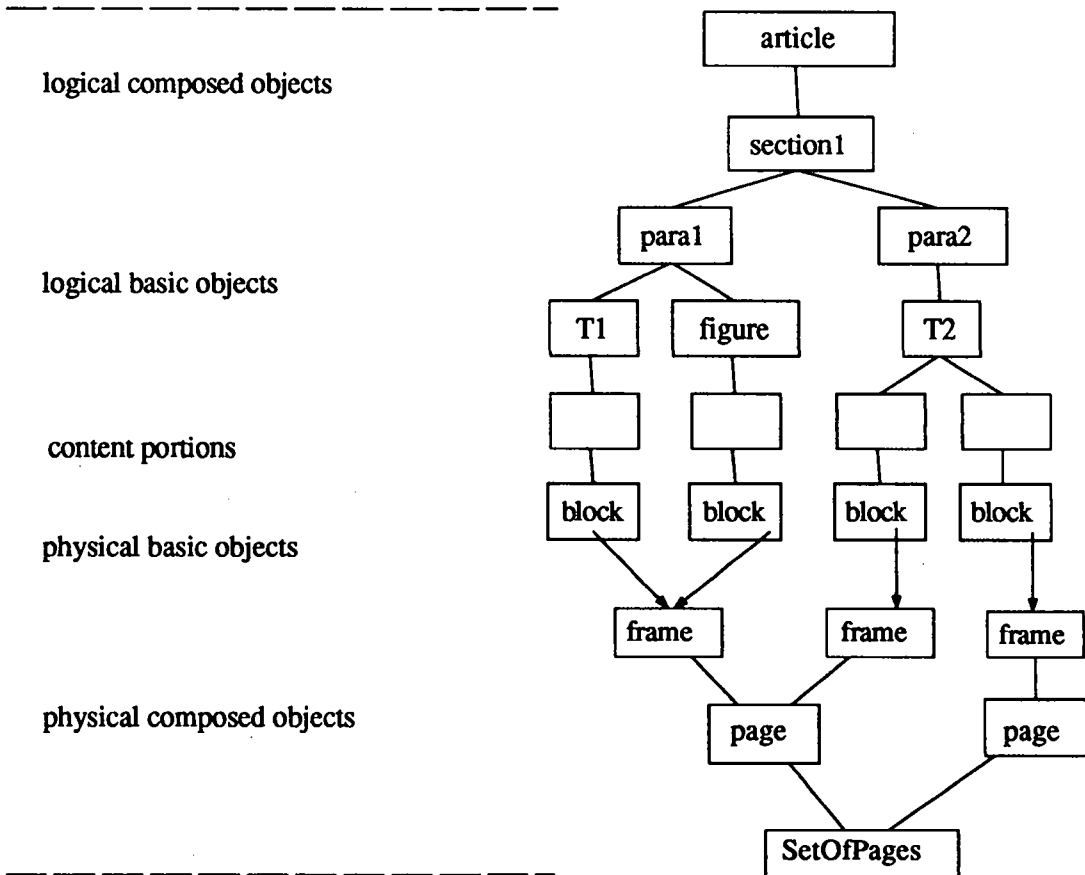 article
logical composed objects
section1
para1 para2
logical basic objects
T1 figure T2
content portions
block block block block
physical basic objects
frame frame frame
physical composed objects
page page
SetOfPages